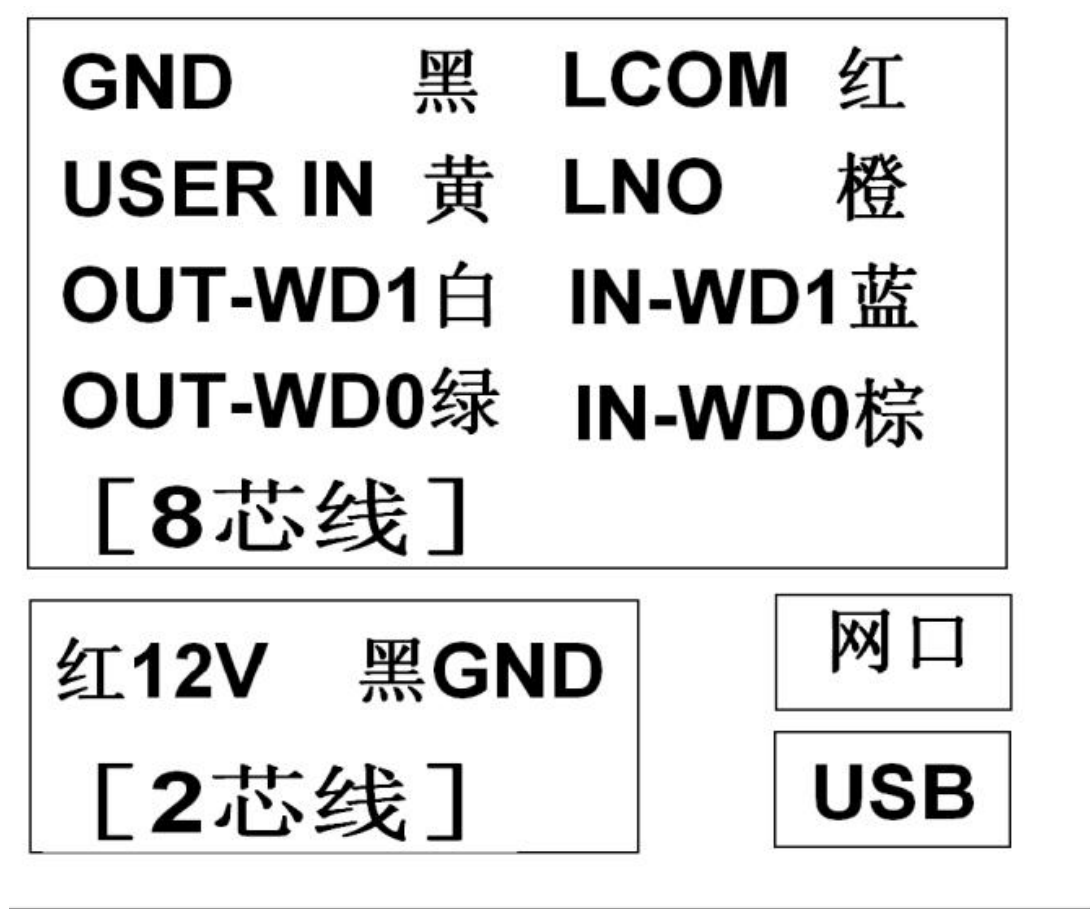 GND 黑 LCOM 红
USER IN 黄 LNO 橙
OUT-WD1白 IN-WD1蓝
OUT-WD0绿 IN-WD0棕
[8芯线]
红12V 黑GND
[2芯线]
网口
USB